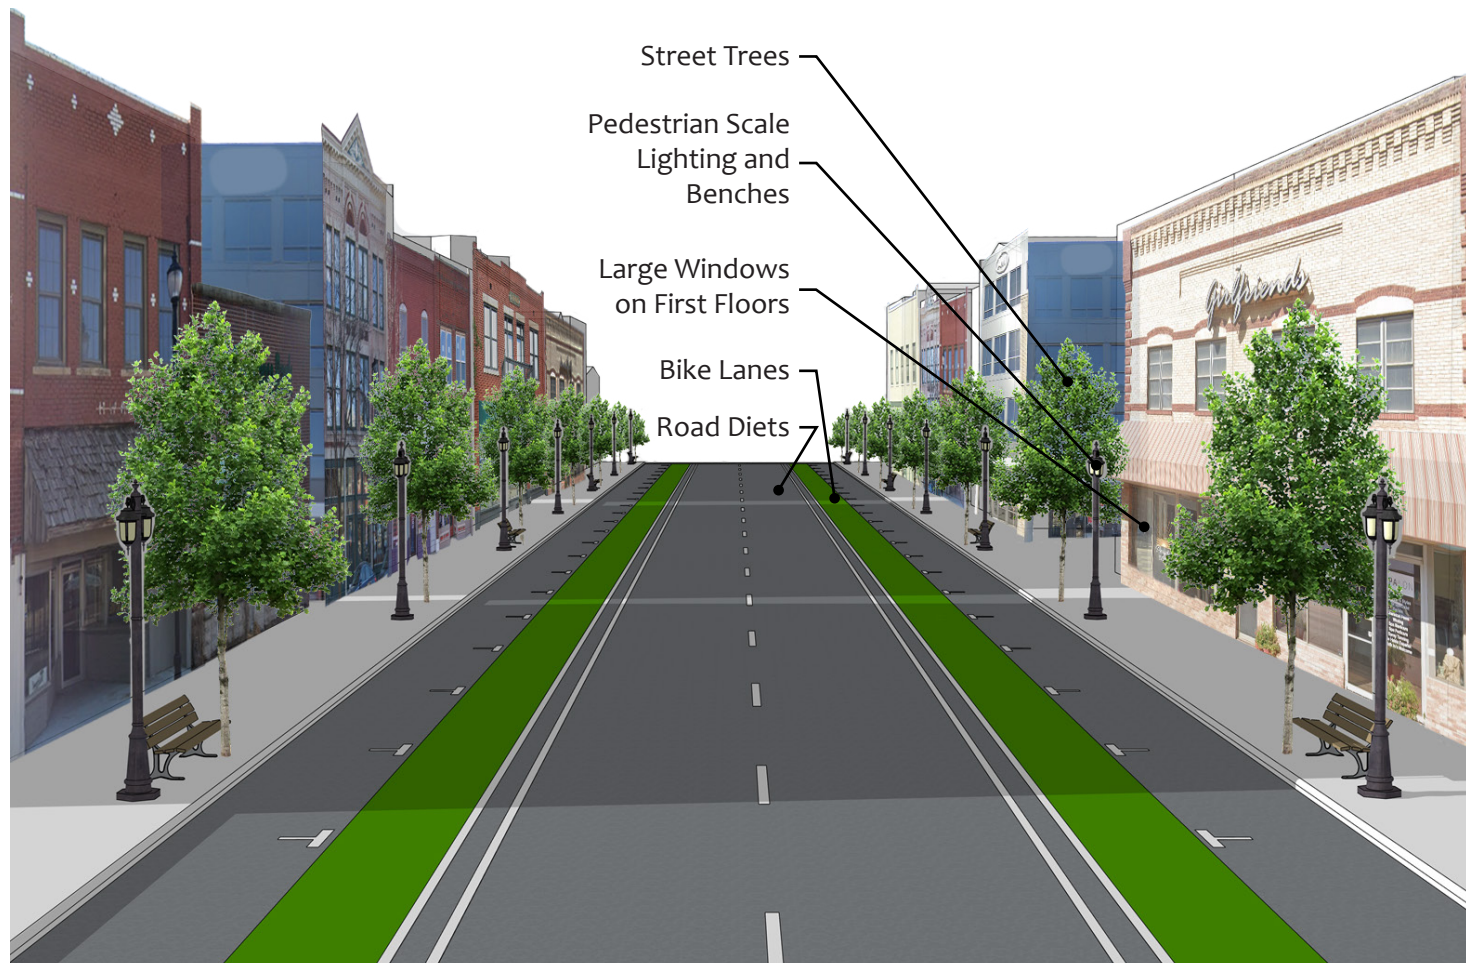 Street Trees
Pedestrian Scale
Lighting and
Benches
Large Windows
on First Floors
Bike Lanes
Road Diets
Girlfriends